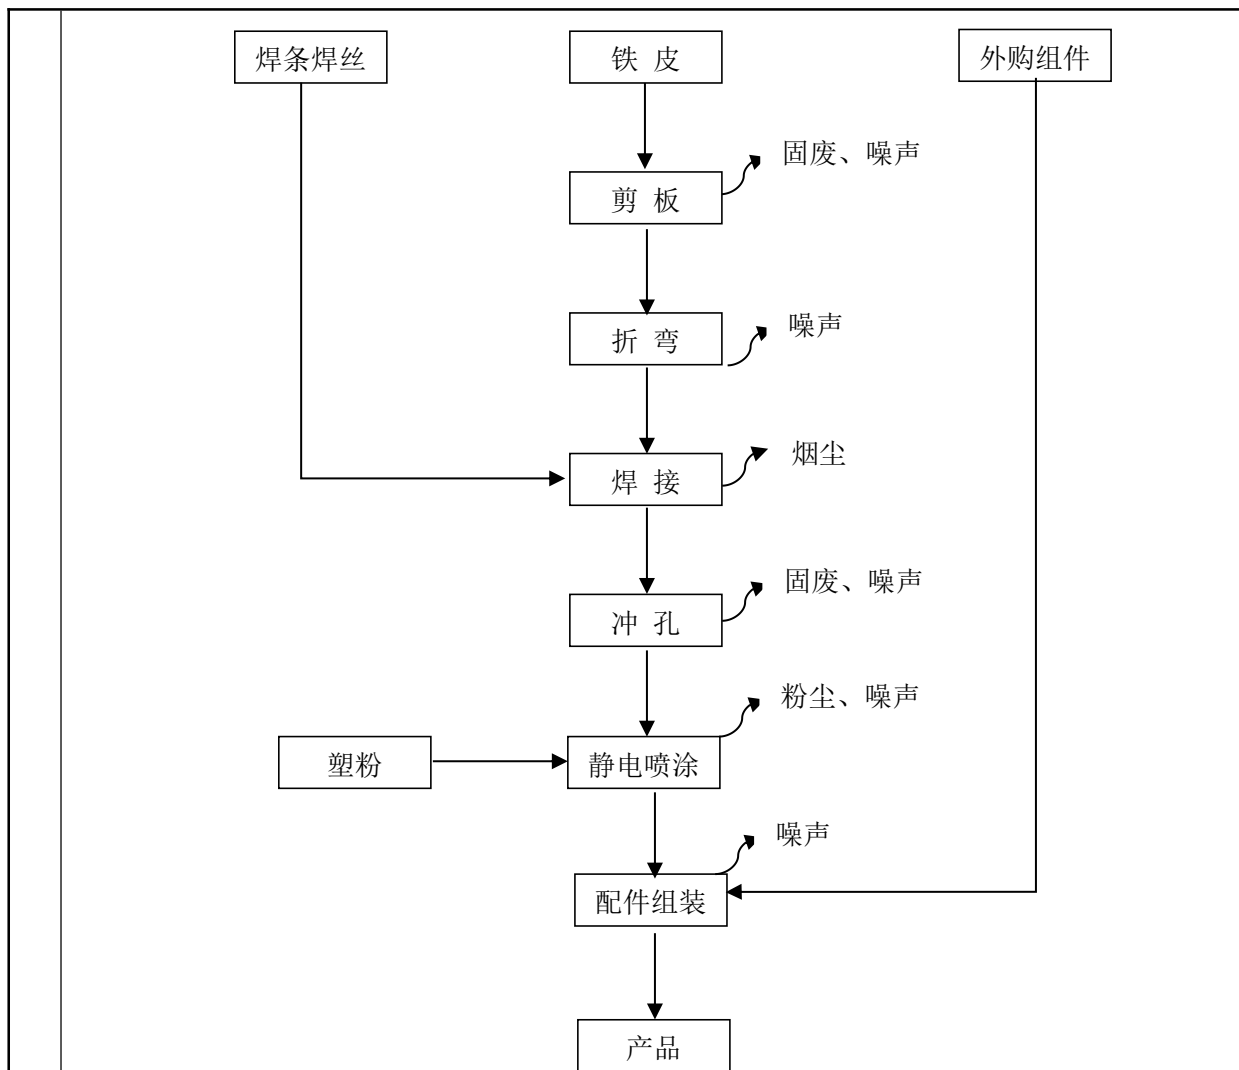 焊条焊丝
铁 皮
外购组件
固废、噪声
剪 板
噪声
折 弯
烟尘
焊 接
固废、噪声
冲 孔
粉尘、噪声
塑粉
静电喷涂
噪声
配件组装
产品